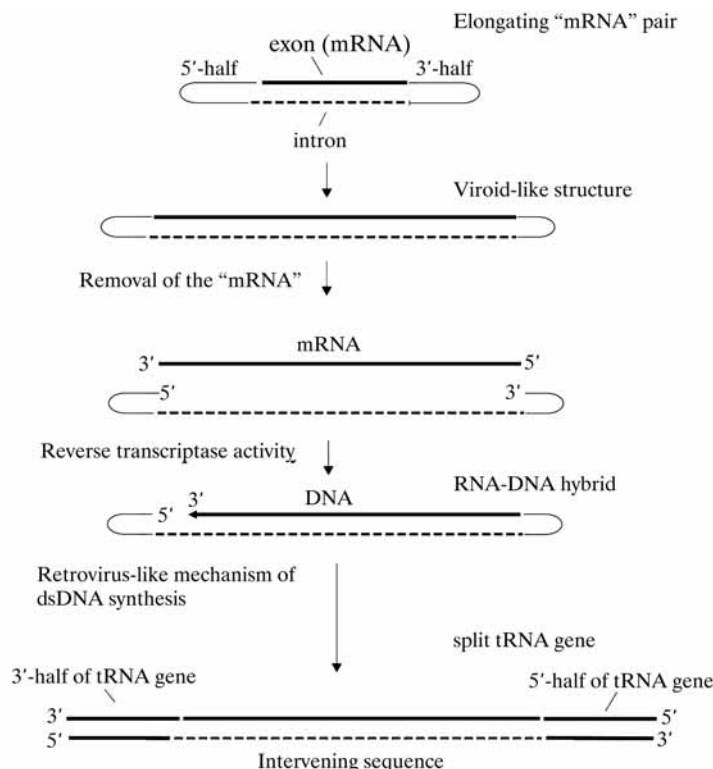 Elongating “mRNA” pair
exon (mRNA)
5′-half
3′-half
intron
Viroid-like structure
Removal of the “mRNA”
mRNA
3′
5′
5′
3′
Reverse transcriptase activity
RNA-DNA hybrid
3′
DNA
5′
Retrovirus-like mechanism of
dsDNA synthesis
split tRNA gene
3′-half of tRNA gene
5′-half of tRNA gene
3′
5′
5′
3′
Intervening sequence